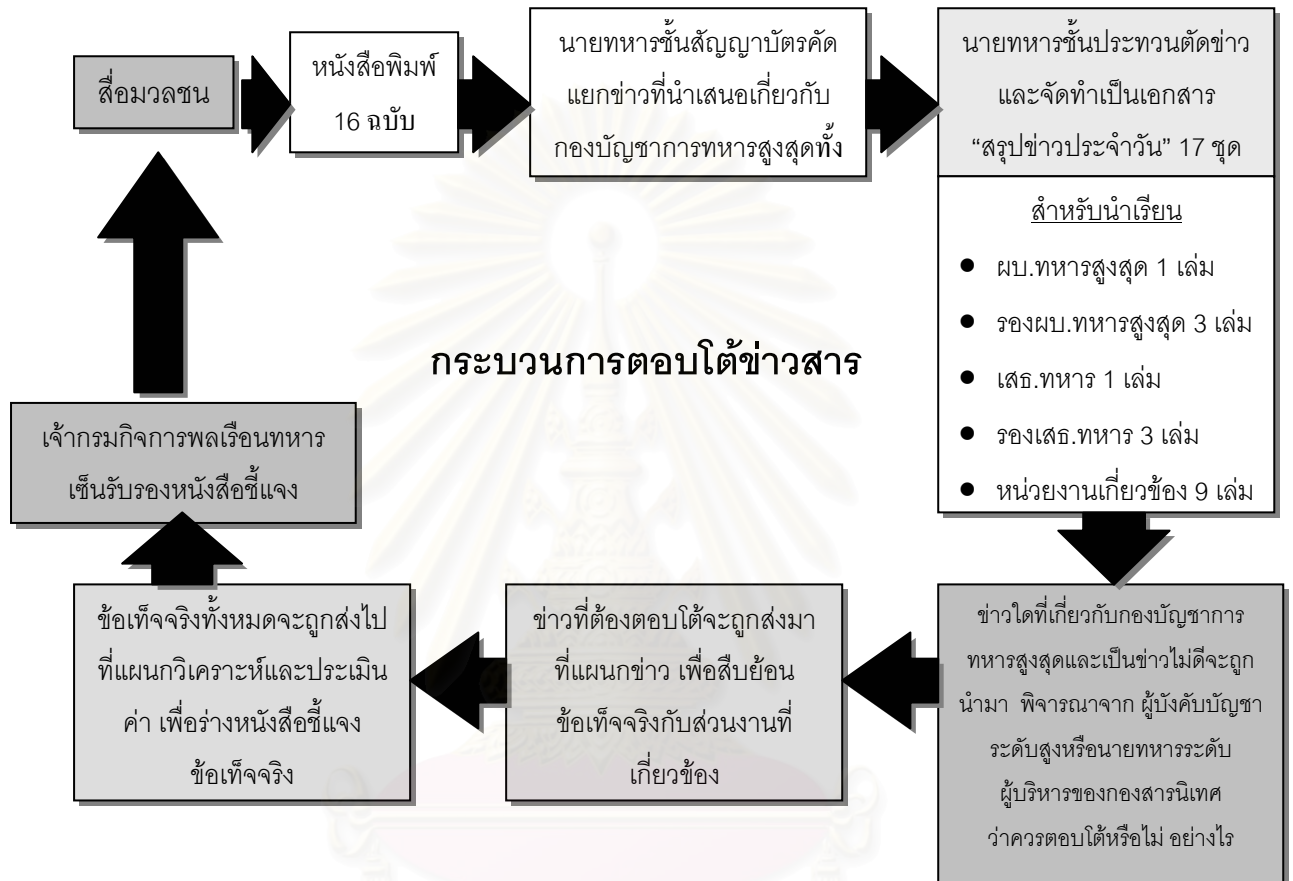 สื่อมวลชน
หนังสือพิมพ์
16 ฉบับ
นายทหารชั้นสัญญาบัตรคัด
แยกข่าวที่นำเสนอเกี่ยวกับ
กองบัญชาการทหารสูงสุดทั้ง
นายทหารชั้นประทวนตัดข่าว
และจัดทำเป็นเอกสาร
“สรุปข่าวประจำวัน” 17 ชุด
สำหรับนำเรียน
● ผบ.ทหารสูงสุด 1 เล่ม
● รองผบ.ทหารสูงสุด 3 เล่ม
● เสธ.ทหาร 1 เล่ม
● รองเสธ.ทหาร 3 เล่ม
● หน่วยงานเกี่ยวข้อง 9 เล่ม
กระบวนการตอบโต้ข่าวสาร
ข่าวใดที่เกี่ยวกับกองบัญชาการ
ทหารสูงสุดและเป็นข่าวไม่ดีจะถูก
นำมา พิจารณาจาก ผู้บังคับบัญชา
ระดับสูงหรือนายทหารระดับ
ผู้บริหารของกองสารนิเทศ
ว่าควรตอบโต้หรือไม่ อย่างไร
ข่าวที่ต้องตอบโต้จะถูกส่งมา
ที่แผนกข่าว เพื่อสืบย้อน
ข้อเท็จจริงกับส่วนงานที่
เกี่ยวข้อง
ข้อเท็จจริงทั้งหมดจะถูกส่งไป
ที่แผนกวิเคราะห์และประเมิน
ค่า เพื่อร่างหนังสือชี้แจง
ข้อเท็จจริง
เจ้ากรมกิจการพลเรือนทหาร
เซ็นรับรองหนังสือชี้แจง